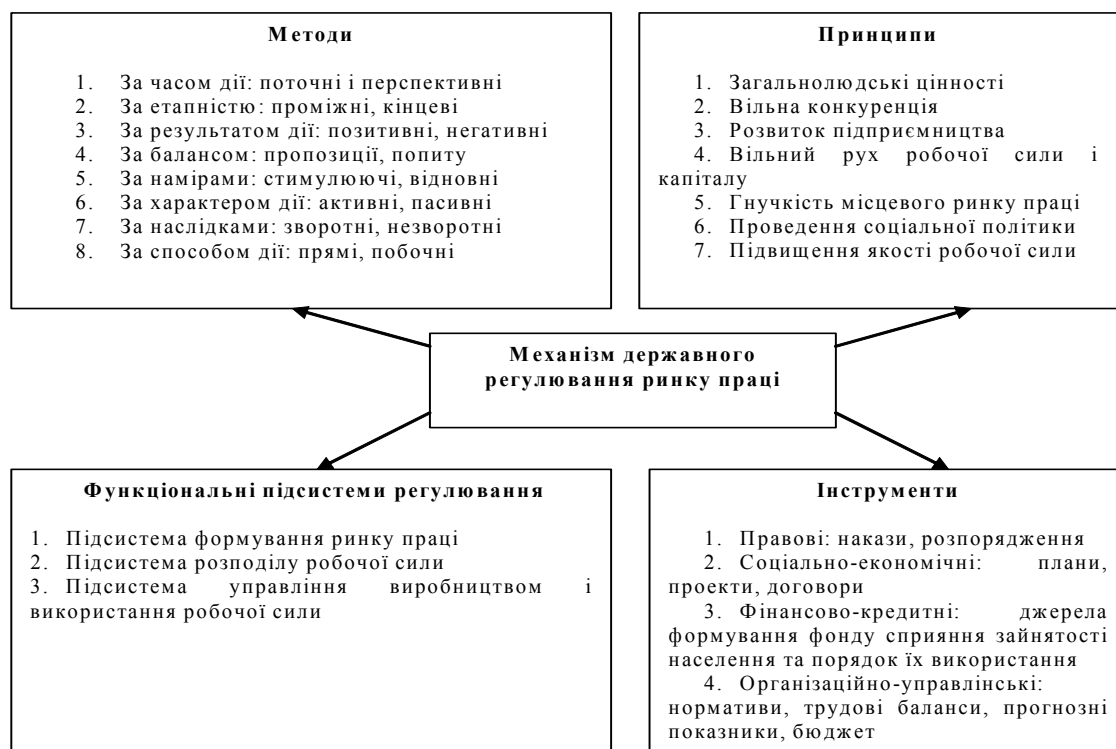 Методи
1. За часом дії: поточні і перспективні
2. За етапністю: проміжні, кінцеві
3. За результатом дії: позитивні, негативні
4. За балансом: пропозиції, попиту
5. За намірами: стимулюючі, відновні
6. За характером дії: активні, пасивні
7. За наслідками: зворотні, незворотні
8. За способом дії: прямі, побочні
Принципи
1. Загальнолюдські цінності
2. Вільна конкуренція
3. Розвиток підприємництва
4. Вільний рух робочої сили і
капіталу
5. Гнучкість місцевого ринку праці
6. Проведення соціальної політики
7. Підвищення якості робочої сили
Механізм державного
регулювання ринку праці
Функціональні підсистеми регулювання
1. Підсистема формування ринку праці
2. Підсистема розподілу робочої сили
3. Підсистема управління виробництвом і
використання робочої сили
Інструменти
1. Правові: накази, розпорядження
2. Соціально-економічні: плани,
проекти, договори
3. Фінансово-кредитні: джерела
формування фонду сприяння зайнятості
населення та порядок їх використання
4. Організаційно-управлінські:
нормативи, трудові баланси, прогнозні
показники, бюджет